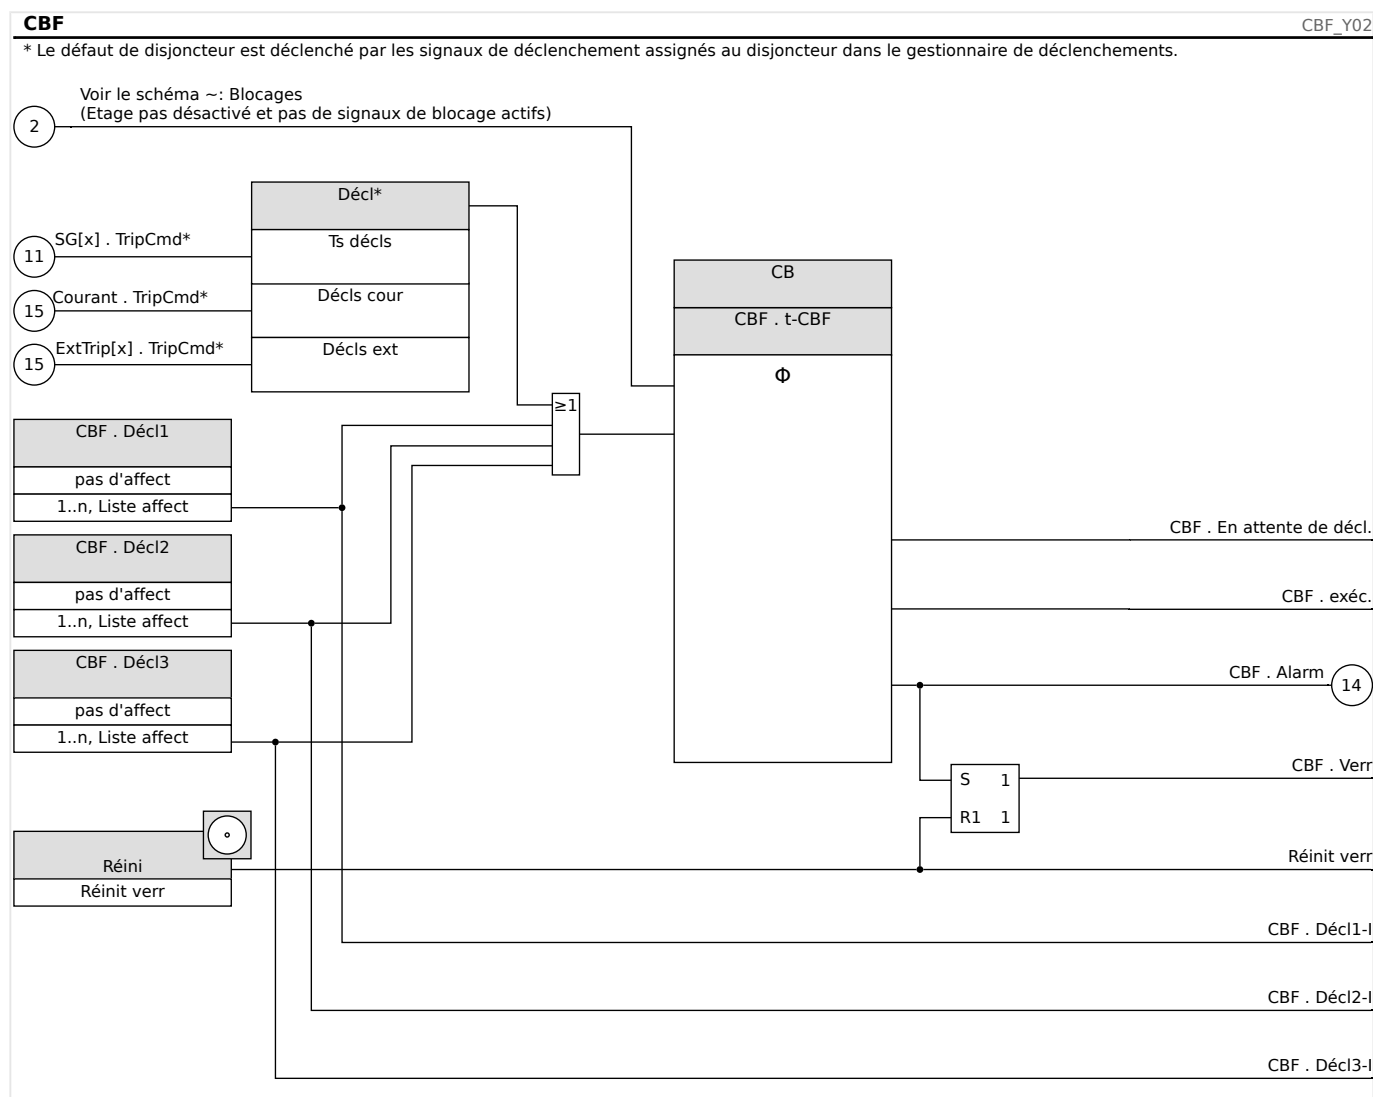 CBF
CBF_Y02
* Le défaut de disjoncteur est déclenché par les signaux de déclenchement assignés au disjoncteur dans le gestionnaire de déclenchements.
Voir le schéma ~: Blocages
(Etage pas désactivé et pas de signaux de blocage actifs)
2
Décl*
Ts décls
Décls cour
Décls ext
11
SG[x] . TripCmd*
15
Courant . TripCmd*
15
ExtTrip[x] . TripCmd*
CB
CBF . t-CBF
Φ
≥1
CBF . Décl1
pas d'affect
1..n, Liste affect
CBF . Décl2
pas d'affect
1..n, Liste affect
CBF . Décl3
pas d'affect
1..n, Liste affect
CBF . En attente de décl.
CBF . exéc.
CBF . Alarm
14
S 1
R1 1
CBF . Verr
Réini
Réinit verr
Réinit verr
CBF . Décl1-I
CBF . Décl2-I
CBF . Décl3-I